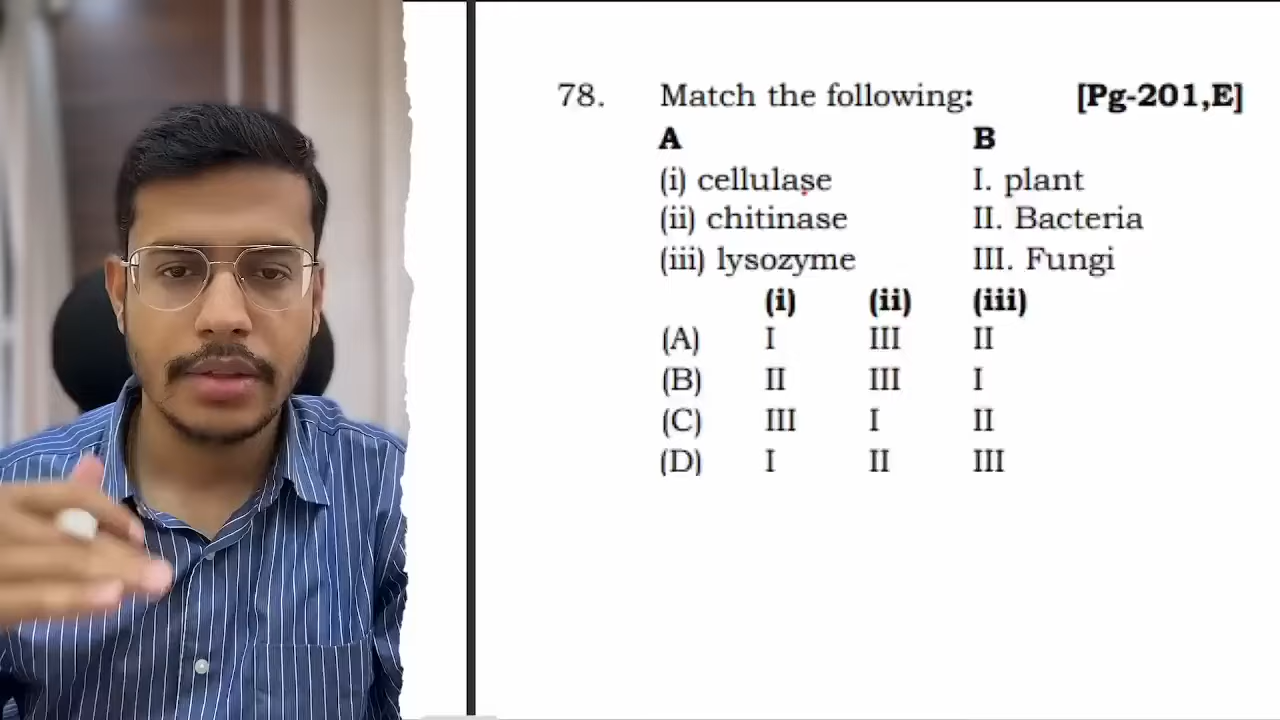 78. Match the following: [Pg-201,E]
A B
(i) cellulase I. plant
(ii) chitinase II. Bacteria
(iii) lysozyme III. Fungi
(i) (ii) (iii)
(A) I III II
(B) II III I
(C) III I II
(D) I II III